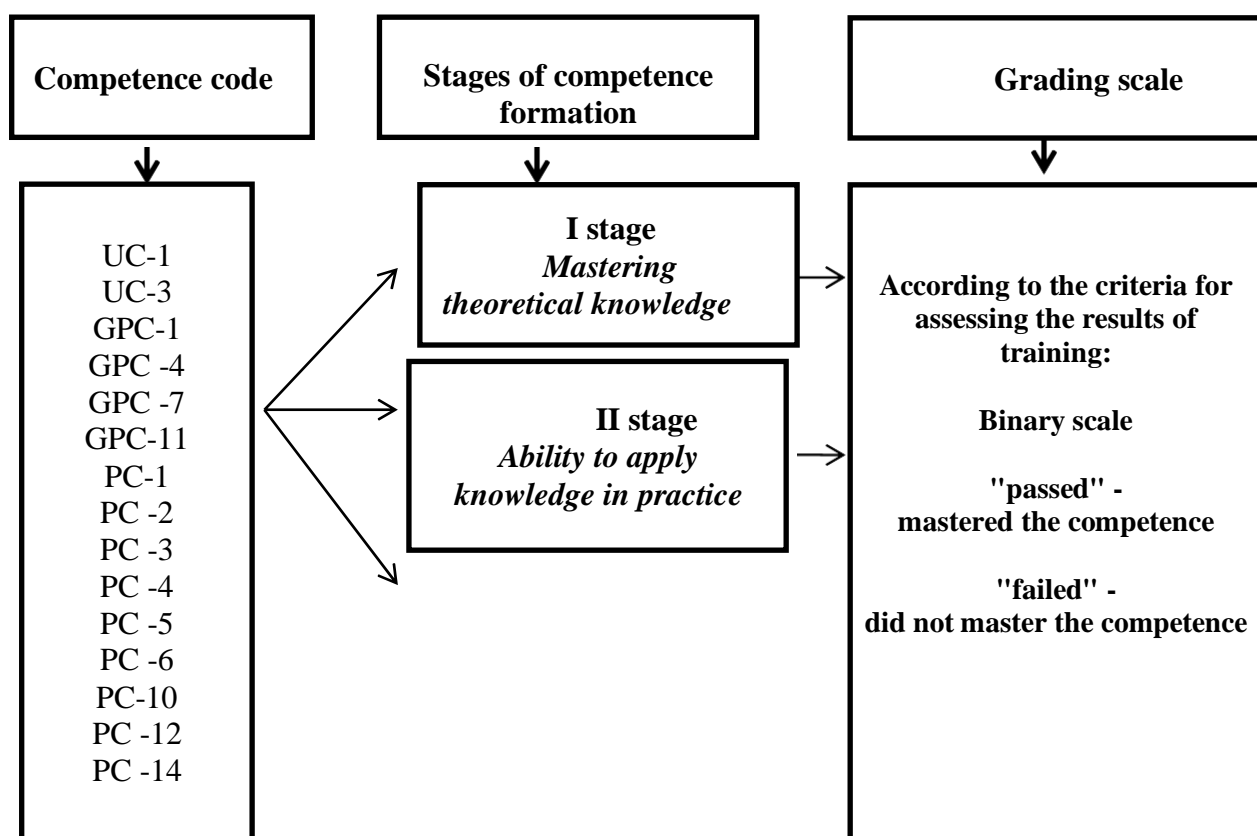 Competence code
Stages of competence
formation
Grading scale
UC-1
UC-3
GPC-1
GPC -4
GPC -7
GPC-11
PC-1
PC -2
PC -3
PC -4
PC -5
PC -6
PC-10
PC -12
PC -14
I stage
Mastering
theoretical knowledge
II stage
Ability to apply
knowledge in practice
According to the criteria for
assessing the results of
training:
Binary scale
"passed" -
mastered the competence
"failed" -
did not master the competence